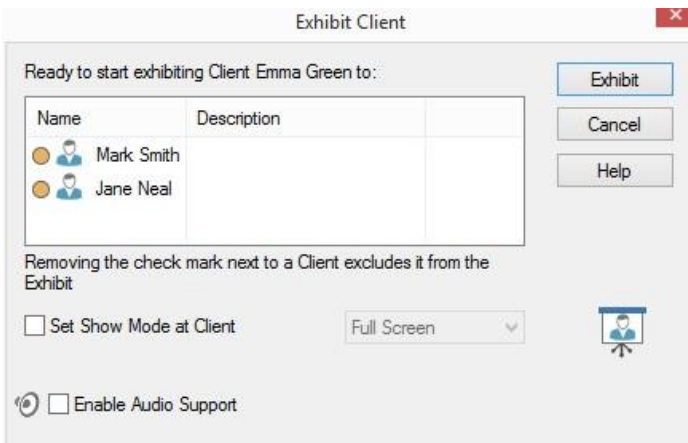 Exhibit Client
Ready to start exhibiting Client Emma Green to:
Exhibit
Name Description
Cancel
Mark Smith
Help
Jane Neal
Removing the check mark next to a Client excludes it from the
Exhibit
Set Show Mode at Client Full Screen
Enable Audio Support